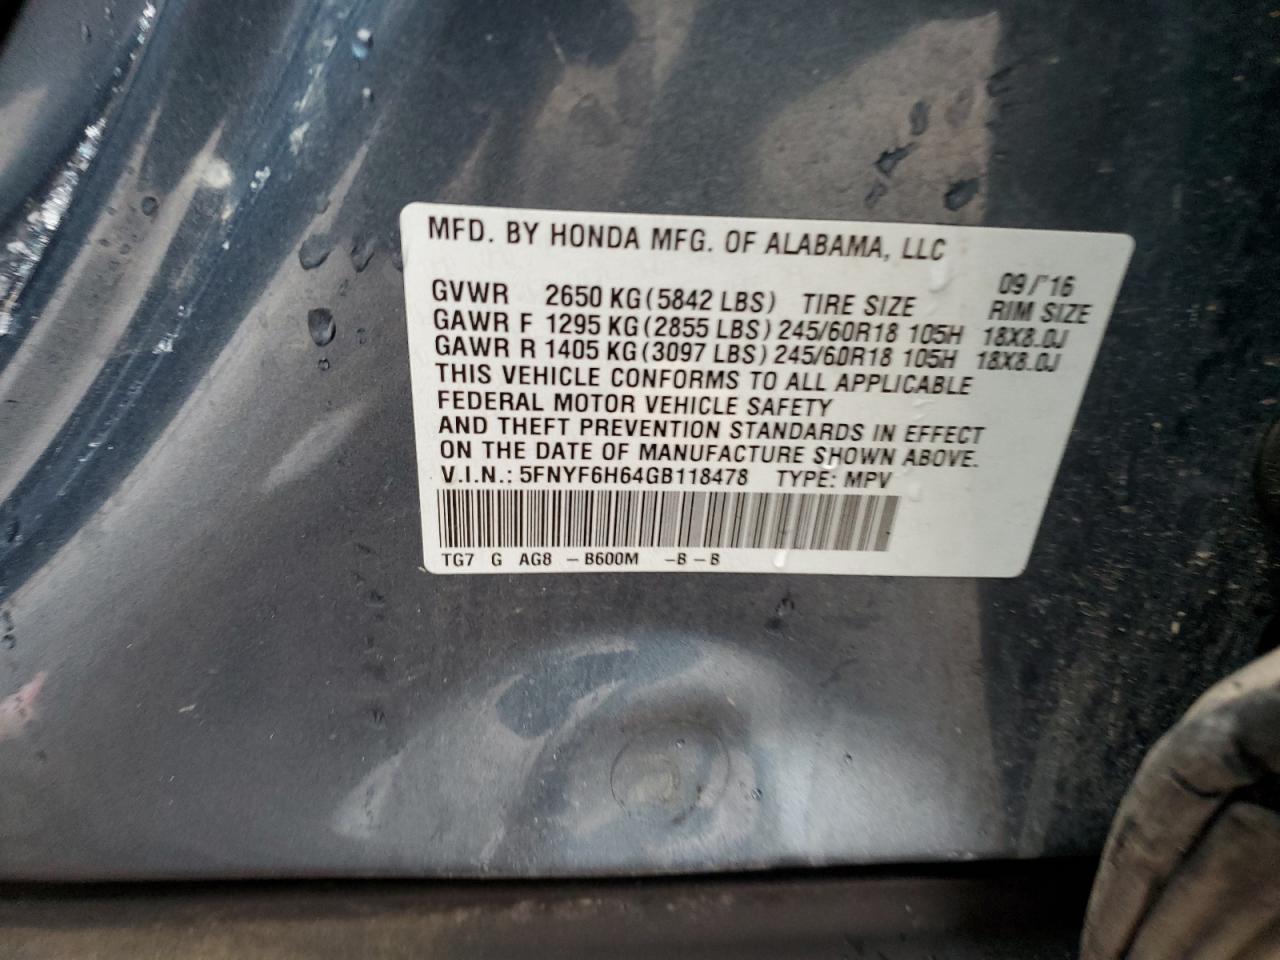 MFD. BY HONDA MFG. OF ALABAMA, LLC
09/'16
GVWR 2650 KG(5842 LBS) TIRE SIZE RIM SIZE
GAWR F 1295 KG(2855 LBS) 245/60R18 105H 18X8.0J
GAWR R 1405 KG(3097 LBS) 245/60R18 105H 18X8.0J
THIS VEHICLE CONFORMS TO ALL APPLICABLE
FEDERAL MOTOR VEHICLE SAFETY
AND THEFT PREVENTION STANDARDS IN EFFECT
ON THE DATE OF MANUFACTURE SHOWN ABOVE.
V.I.N.: 5FNYF6H64GB118478 TYPE: MPV
TG7 G AG8 -B600M -B-B